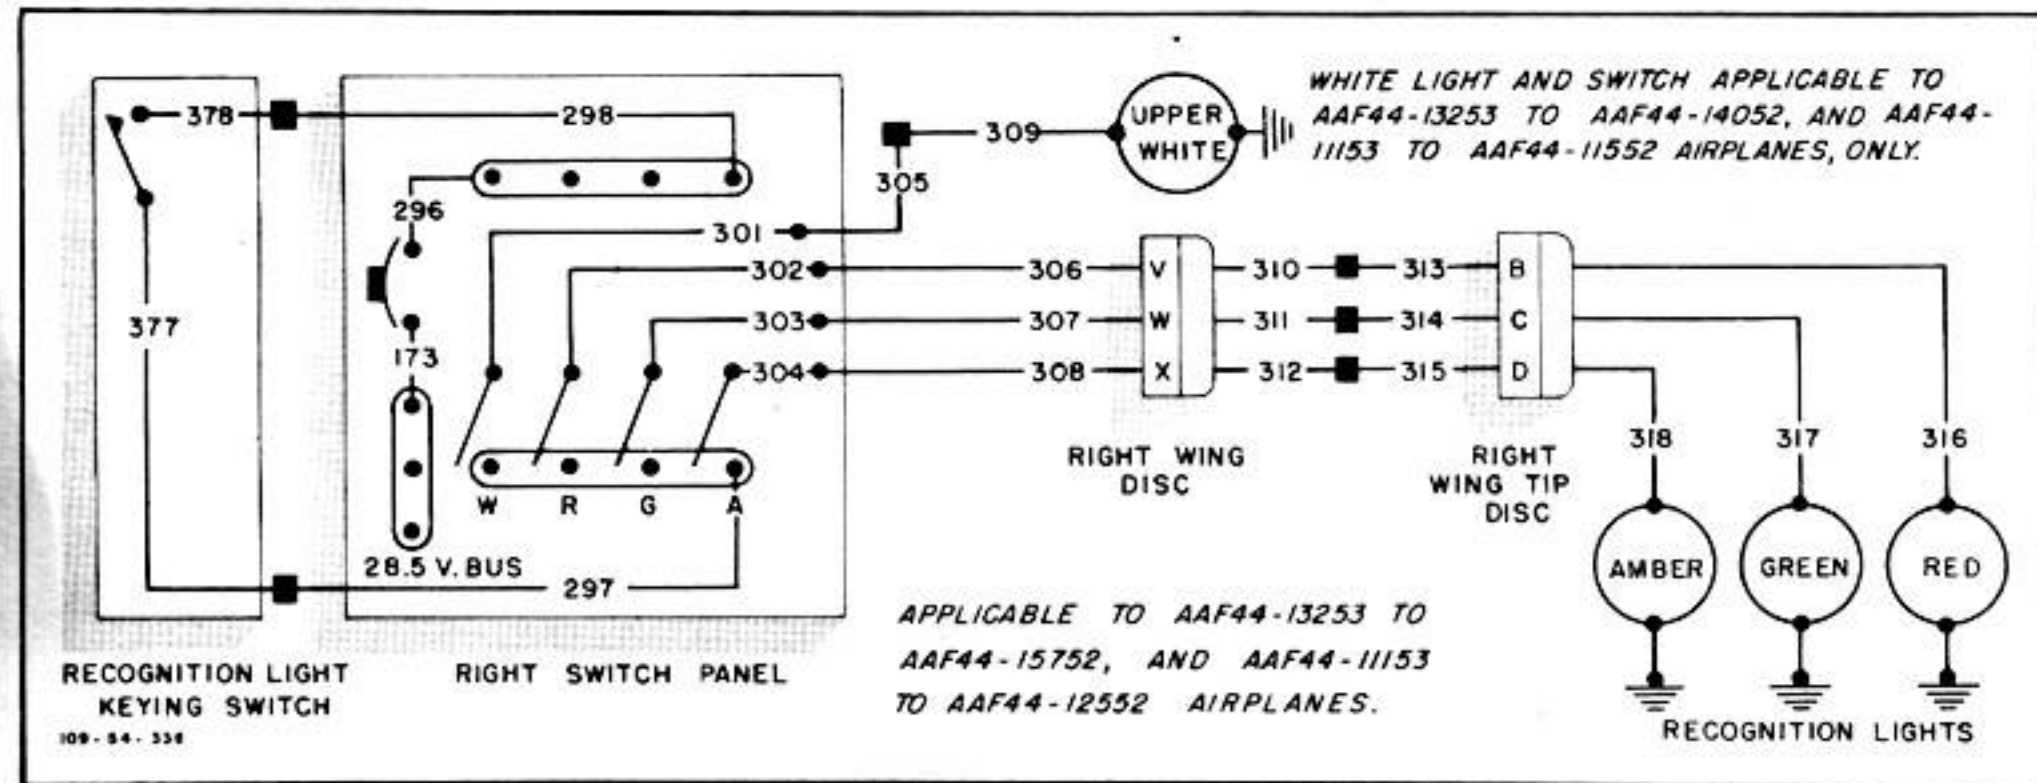 WHITE LIGHT AND SWITCH APPLICABLE TO
AAF44-13253 TO AAF44-14052, AND AAF44-
11153 TO AAF44-11552 AIRPLANES, ONLY.
UPPER
WHITE
378
298
309
305
296
301
302
306
V
310
313
B
377
303
307
W
311
314
C
173
304
308
X
312
315
D
318
317
316
RIGHT WING
DISC
RIGHT
WING TIP
DISC
W R G A
28.5 V. BUS
297
AMBER
GREEN
RED
APPLICABLE TO AAF44-13253 TO
AAF44-15752, AND AAF44-11153
TO AAF44-12552 AIRPLANES.
RECOGNITION LIGHT
KEYING SWITCH
RIGHT SWITCH PANEL
RECOGNITION LIGHTS